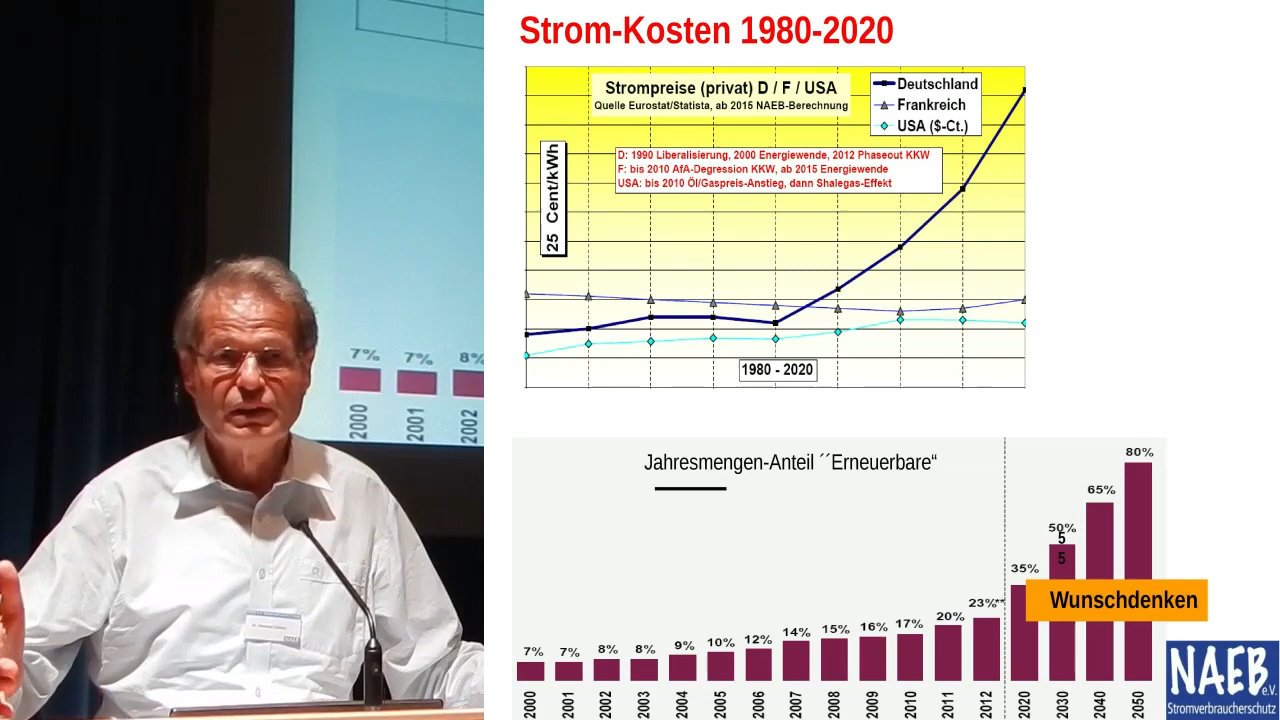 Strom-Kosten 1980-2020
Strompreise (privat) D / F / USA
Quelle Eurostat/Statista, ab 2015 NAEB-Berechnung
Deutschland
Frankreich
USA ($-Ct.)
D: 1990 Liberalisierung, 2000 Energiewende, 2012 Phaseout KKW
F: bis 2010 AfA-Degression KKW, ab 2015 Energiewende
USA: bis 2010 Öl/Gaspreis-Anstieg, dann Shalegas-Effekt
25 Cent/kWh
1980 - 2020
7% 7% 8%
2000 2001 2002
Jahresmengen-Anteil ´´Erneuerbare“
7% 7% 8% 8% 9% 10% 12% 14% 15% 16% 17% 20% 23%** 35% 50% 65% 80%
5
5
Wunschdenken
2000 2001 2002 2003 2004 2005 2006 2007 2008 2009 2010 2011 2012 2020 2030 2040 2050
NAEB e.V.
Stromverbraucherschutz